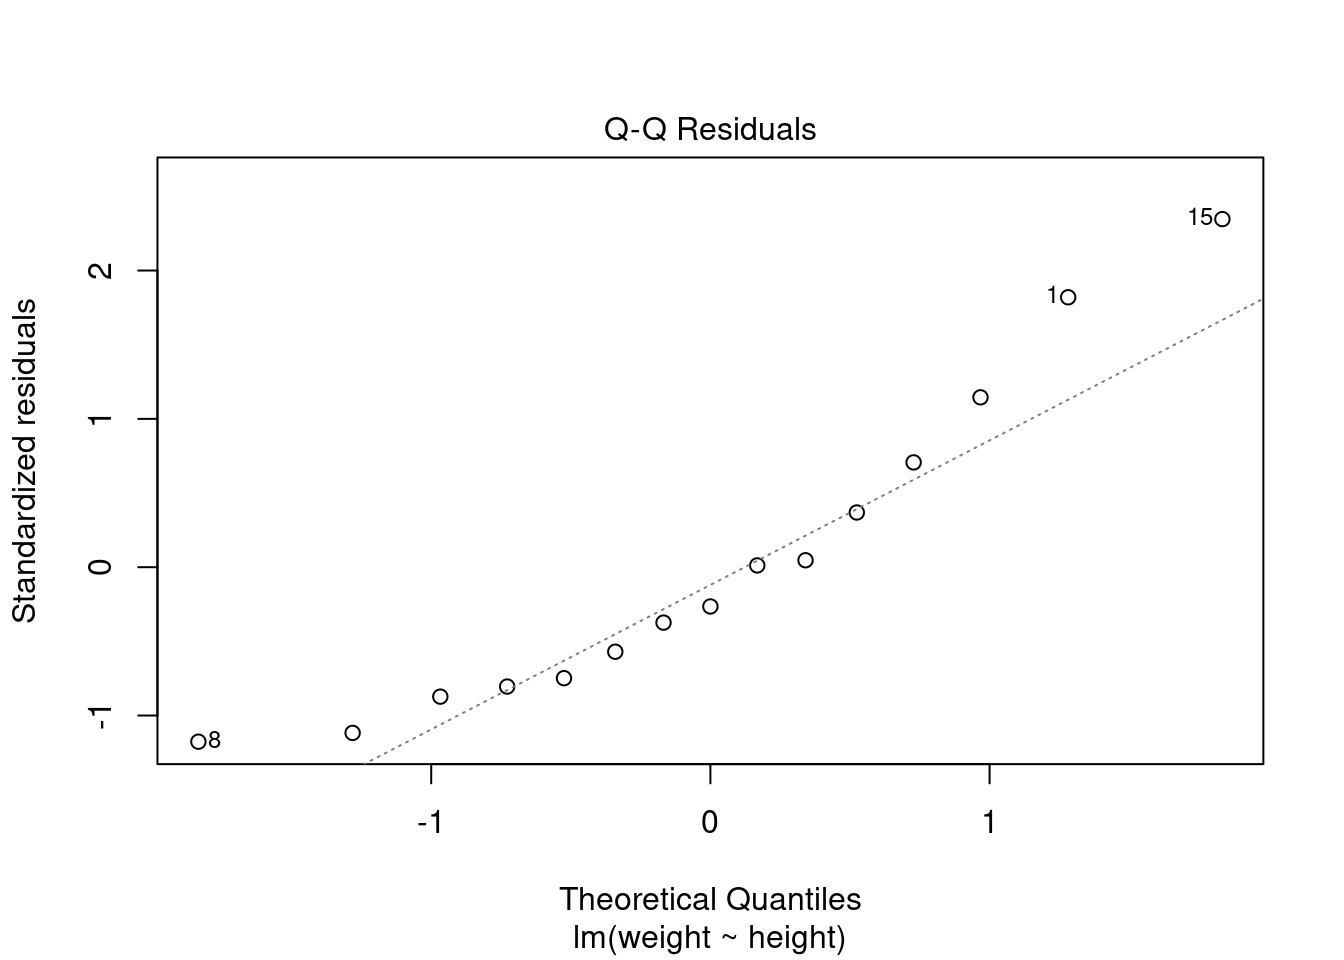 Q-Q Residuals
15
1
8
2
1
0
-1
Standardized residuals
-1
0
1
Theoretical Quantiles
lm(weight ~ height)